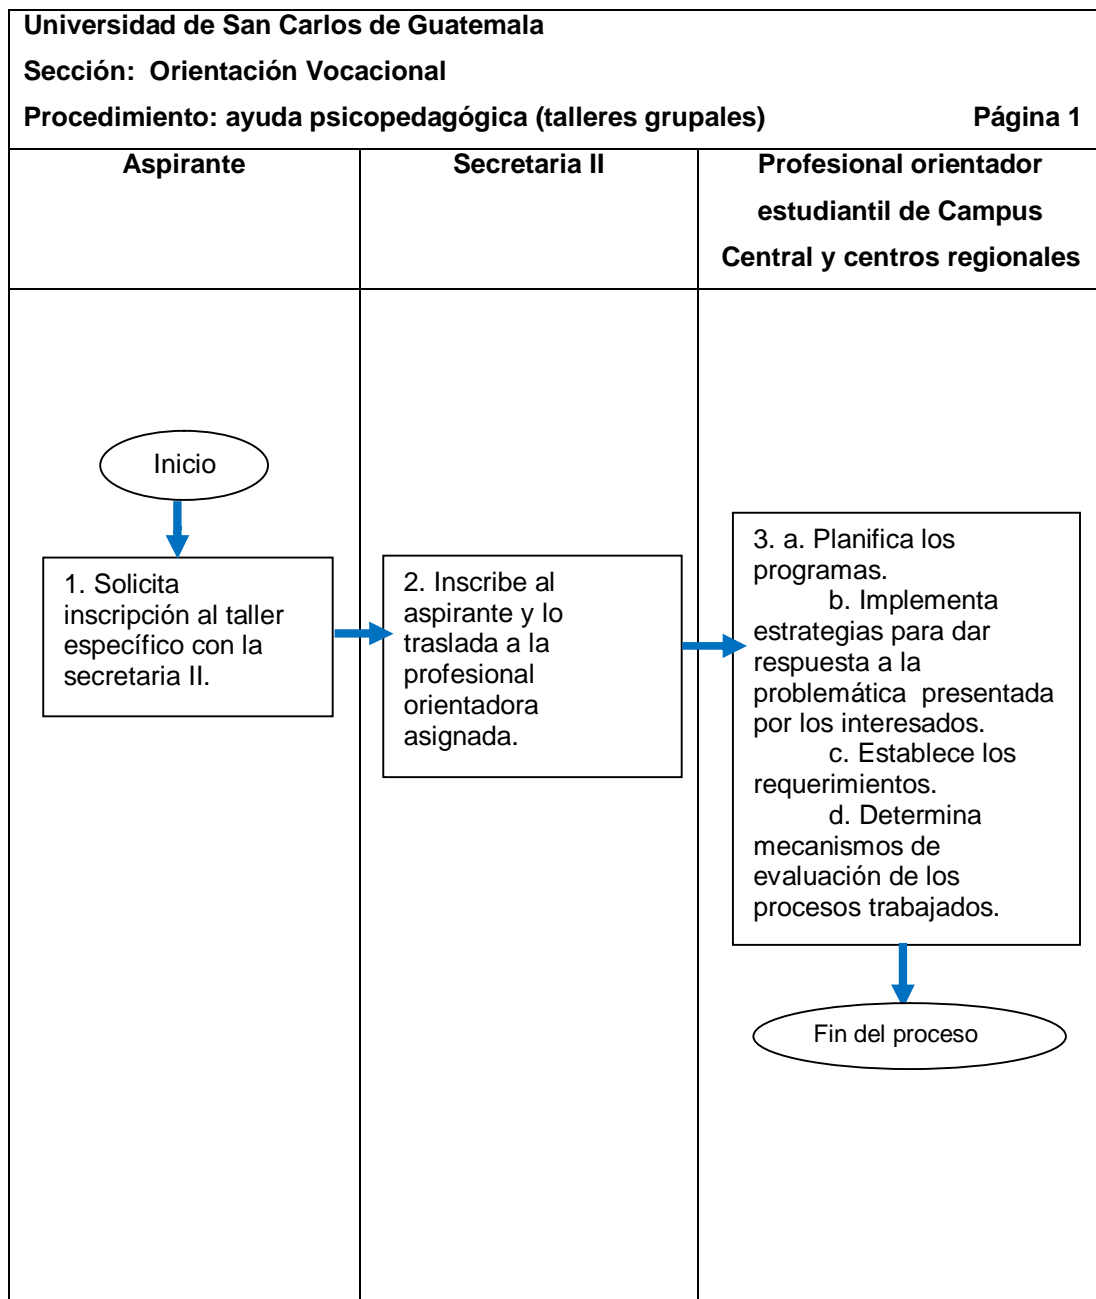 Universidad de San Carlos de Guatemala
Sección: Orientación Vocacional
Procedimiento: ayuda psicopedagógica (talleres grupales) Página 1
Aspirante
Secretaria II
Profesional orientador
estudiantil de Campus
Central y centros regionales
Inicio
1. Solicita
inscripción al taller
específico con la
secretaria II.
2. Inscribe al
aspirante y lo
traslada a la
profesional
orientadora
asignada.
3. a. Planifica los
programas.
b. Implementa
estrategias para dar
respuesta a la
problemática presentada
por los interesados.
c. Establece los
requerimientos.
d. Determina
mecanismos de
evaluación de los
procesos trabajados.
Fin del proceso